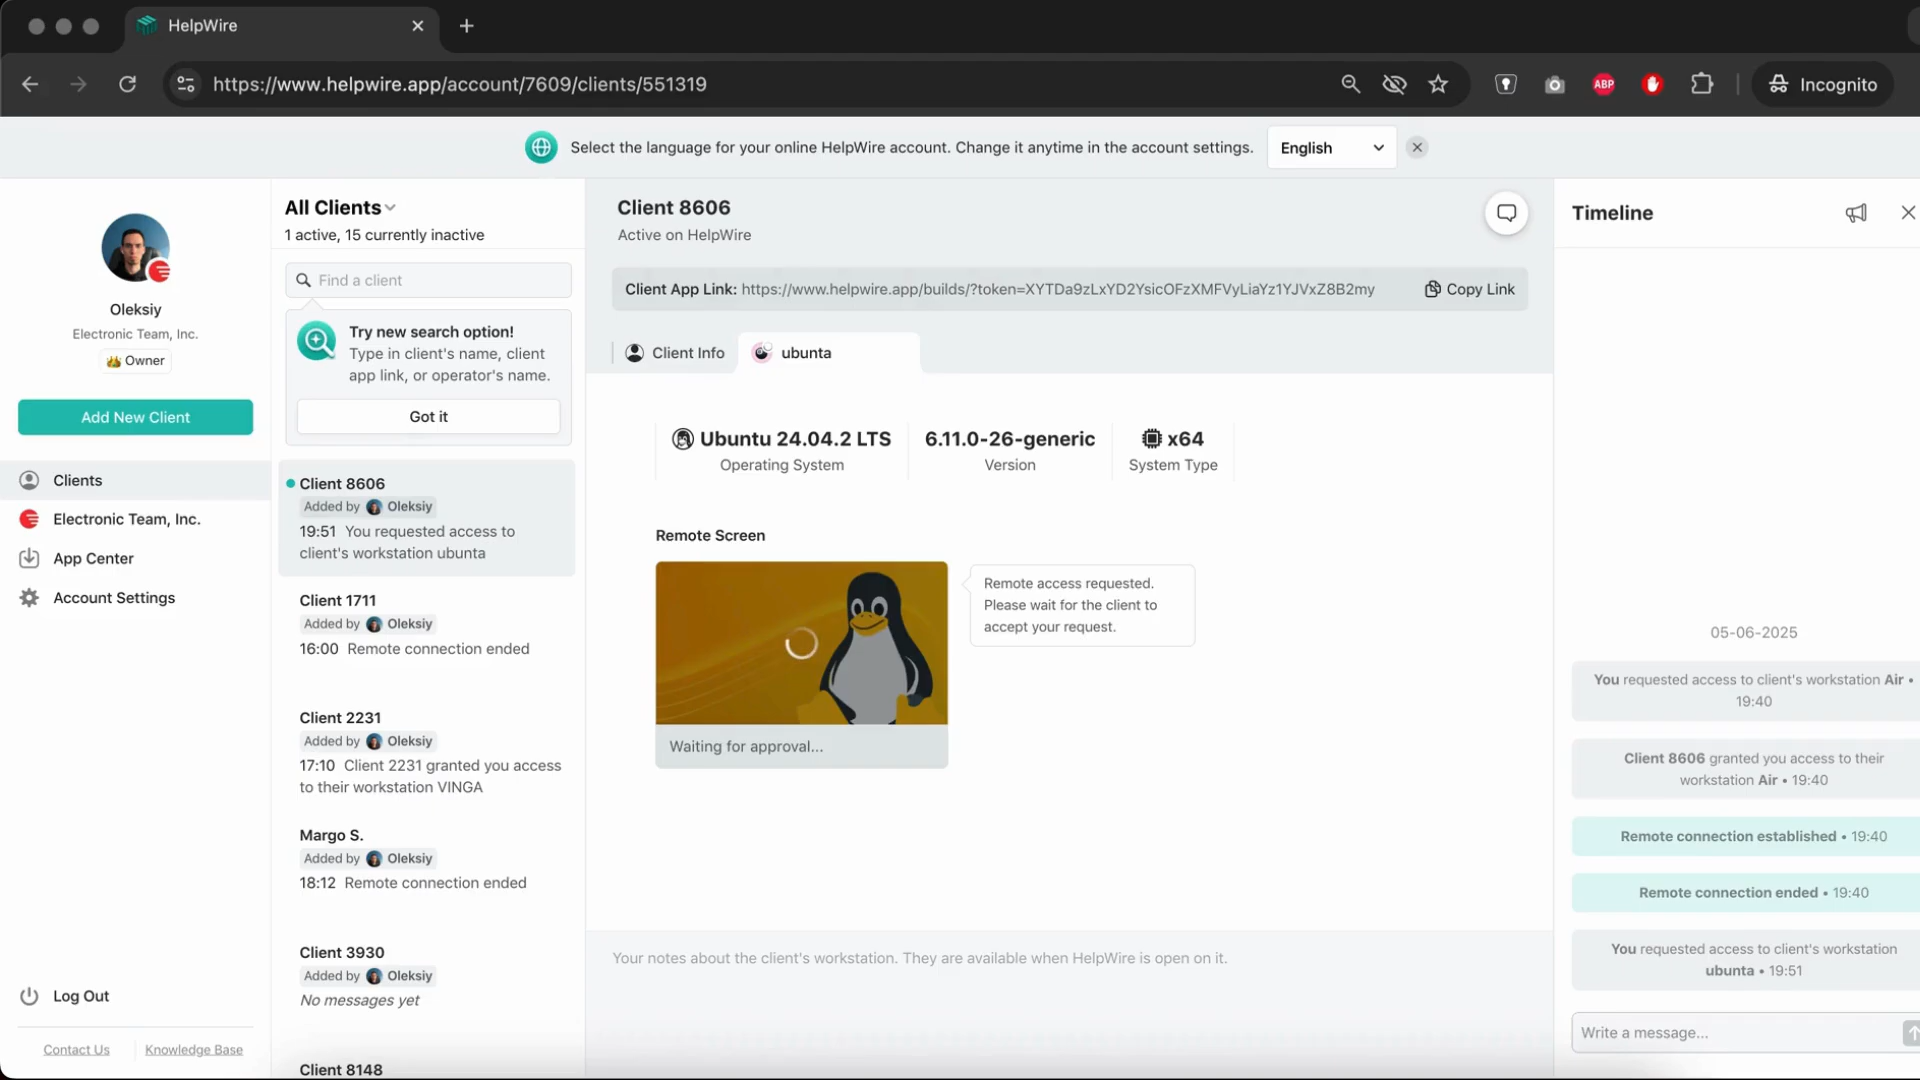 HelpWire
https://www.helpwire.app/account/7609/clients/551319
ABP
Incognito
Select the language for your online HelpWire account. Change it anytime in the account settings.
English
Oleksiy
Electronic Team, Inc.
Owner
Add New Client
Clients
Electronic Team, Inc.
App Center
Account Settings
Log Out
Contact Us
Knowledge Base
All Clients
1 active, 15 currently inactive
Find a client
Try new search option!
Type in client's name, client
app link, or operator's name.
Got it
Client 8606
Added by Oleksiy
19:51 You requested access to
client's workstation ubunta
Client 1711
Added by Oleksiy
16:00 Remote connection ended
Client 2231
Added by Oleksiy
17:10 Client 2231 granted you access
to their workstation VINGA
Margo S.
Added by Oleksiy
18:12 Remote connection ended
Client 3930
Added by Oleksiy
No messages yet
Client 8148
Client 8606
Active on HelpWire
Client App Link: https://www.helpwire.app/builds/?token=XYTDa9zLxYD2YsicOFzXMFVyLiaYz1YJVxZ8B2my
Copy Link
Client Info
ubunta
Ubuntu 24.04.2 LTS
Operating System
6.11.0-26-generic
Version
x64
System Type
Remote Screen
Waiting for approval...
Remote access requested.
Please wait for the client to
accept your request.
Your notes about the client's workstation. They are available when HelpWire is open on it.
Timeline
05-06-2025
You requested access to client's workstation Air •
19:40
Client 8606 granted you access to their
workstation Air • 19:40
Remote connection established • 19:40
Remote connection ended • 19:40
You requested access to client's workstation
ubunta • 19:51
Write a message...